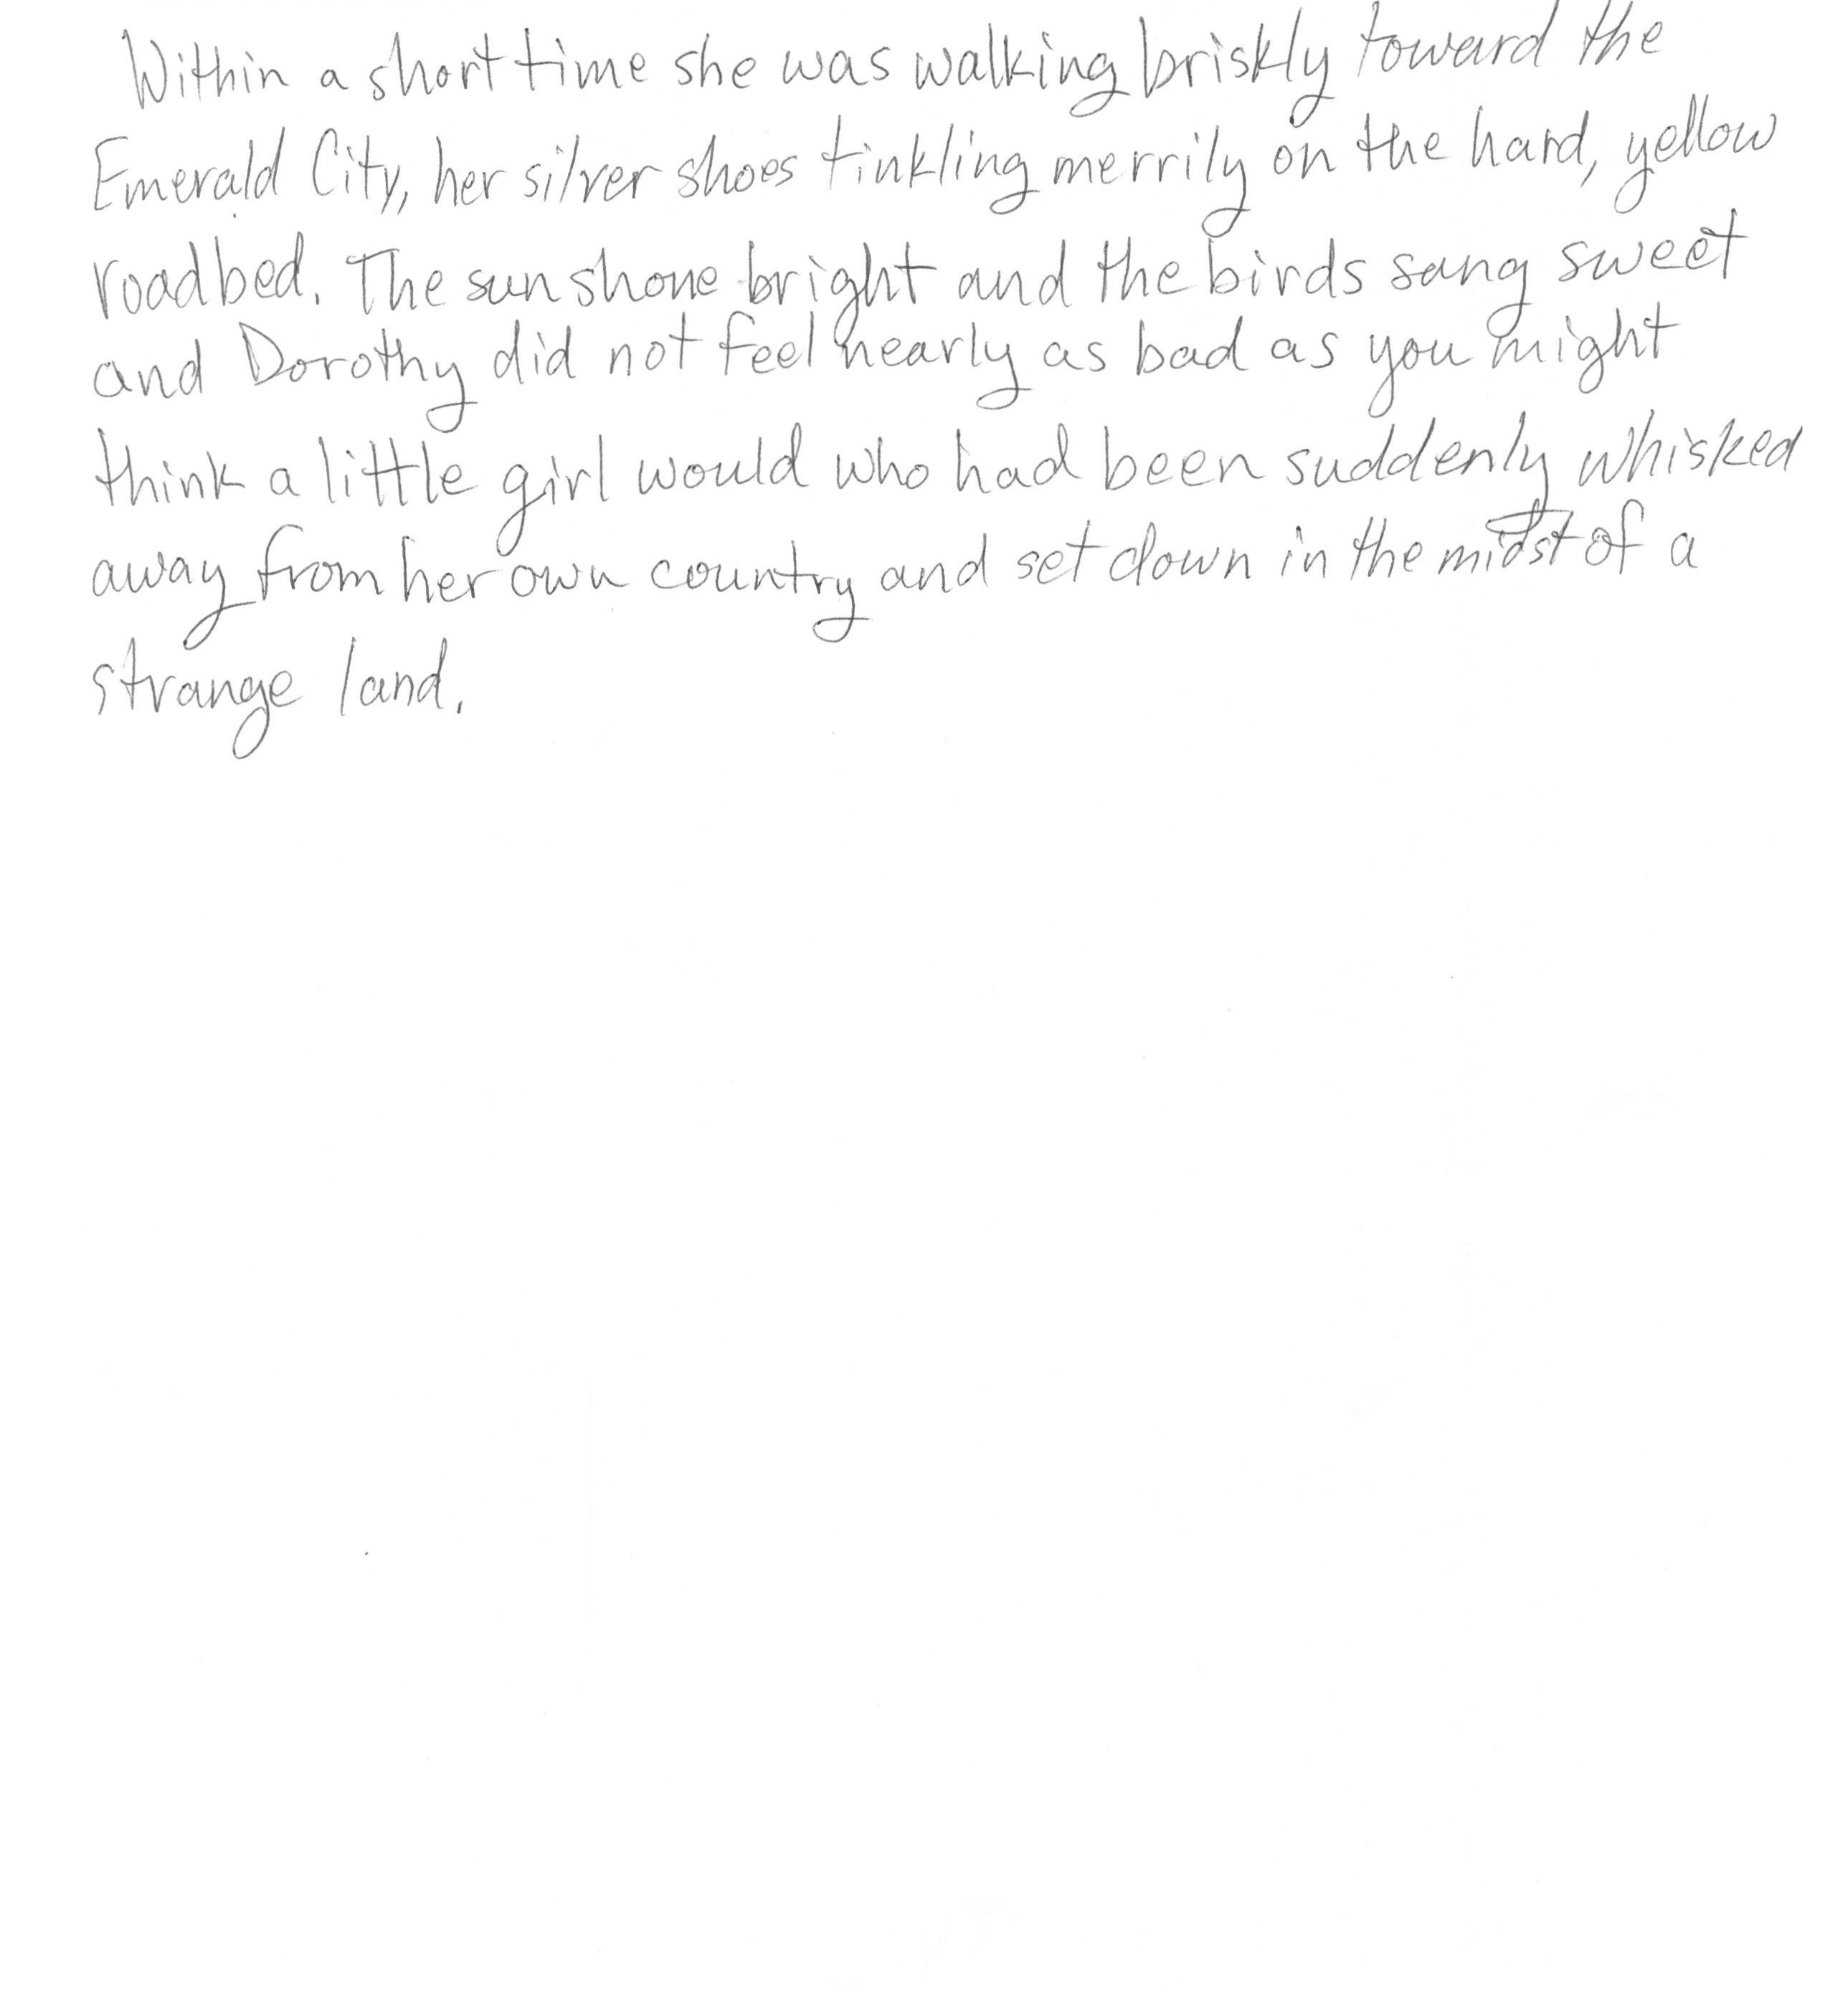 Within a short time she was walking briskly toward the
Emerald City, her silver shoes tinkling merrily on the hard, yellow
roadbed. The sun shone bright and the birds sang sweet
and Dorothy did not feel nearly as bad as you might
think a little girl would who had been suddenly whisked
away from her own country and set down in the midst of a
strange land.